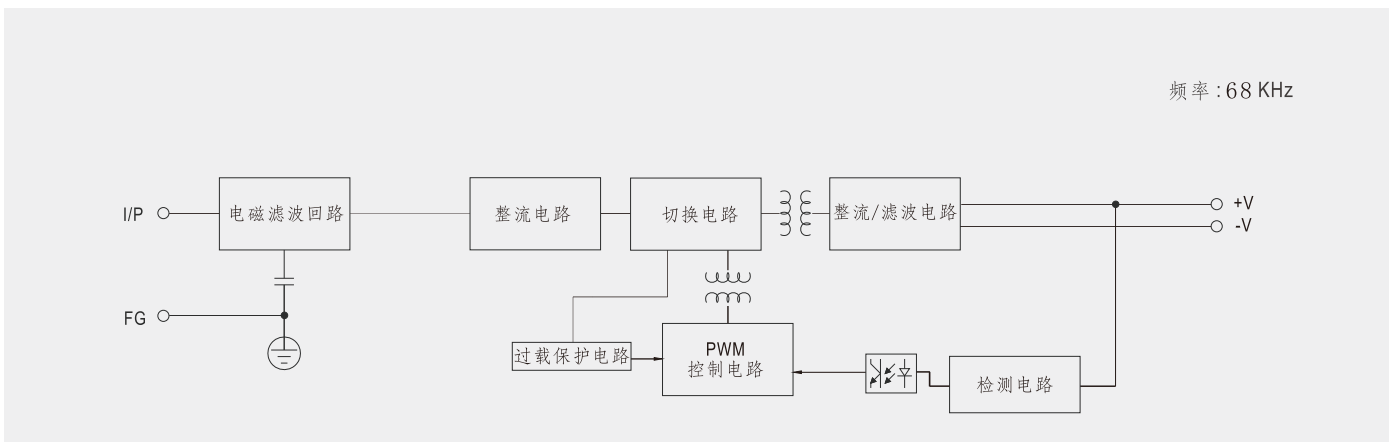 频率:68 KHz
I/P
电磁滤波回路
整流电路
切换电路
整流/滤波电路
+V
-V
FG
过载保护电路
PWM
控制电路
检测电路